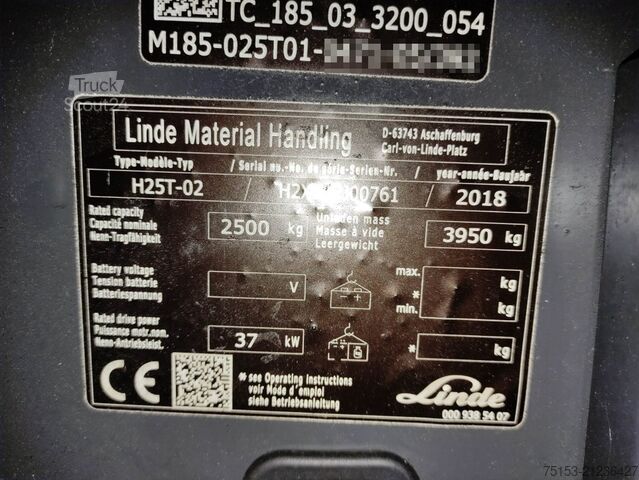 TC_185_03_3200_054
M185-025T01-
Truck
Scout24
Linde Material Handling
D-63743 Aschaffenburg
Carl-von-Linde-Platz
Type-Modèle-Typ / Serial no.-No. de série-Serien-Nr. / year-année-Baujahr
H25T-02 / / 2018
Rated capacity
Capacité nominale
Nenn-Tragfähigkeit
2500 kg
Unladen mass
Masse à vide
Leergewicht
3950 kg
Battery voltage
Tension batterie
Batteriespannung
V
max. kg
*
min. kg
Rated drive power
Puissance motr.nom.
Nenn-Antriebsleist.
37 kW
* kg
CE
* see Operating Instructions
voir Mode d'emploi
siehe Betriebsanleitung
Linde
000 938 54 02
75153-21236427